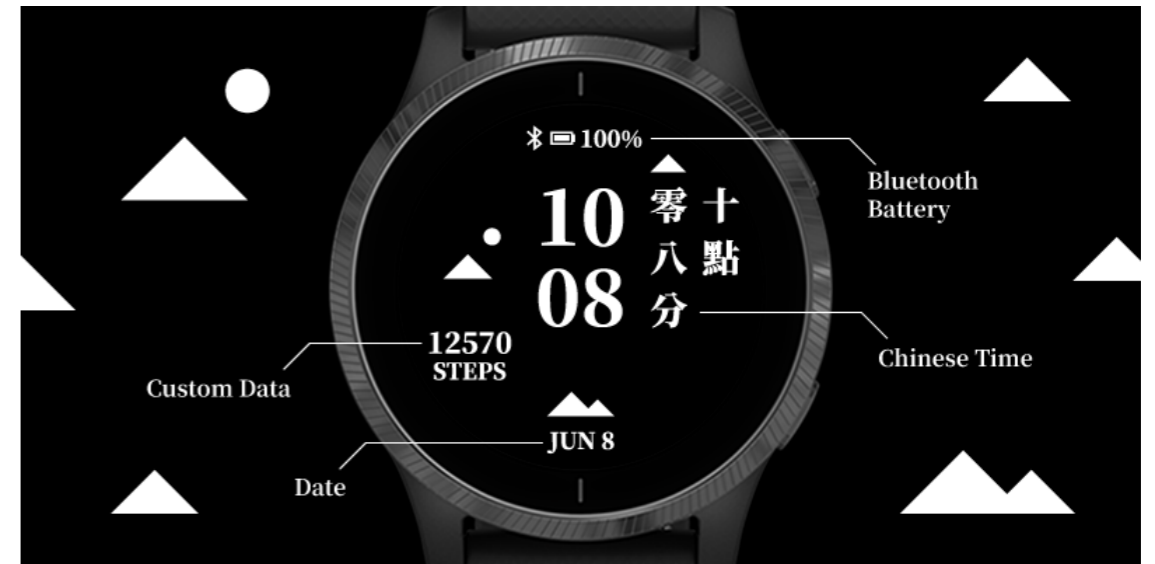 100%
10
08
十點
零八分
12570
STEPS
JUN 8
Bluetooth
Battery
Chinese Time
Custom Data
Date